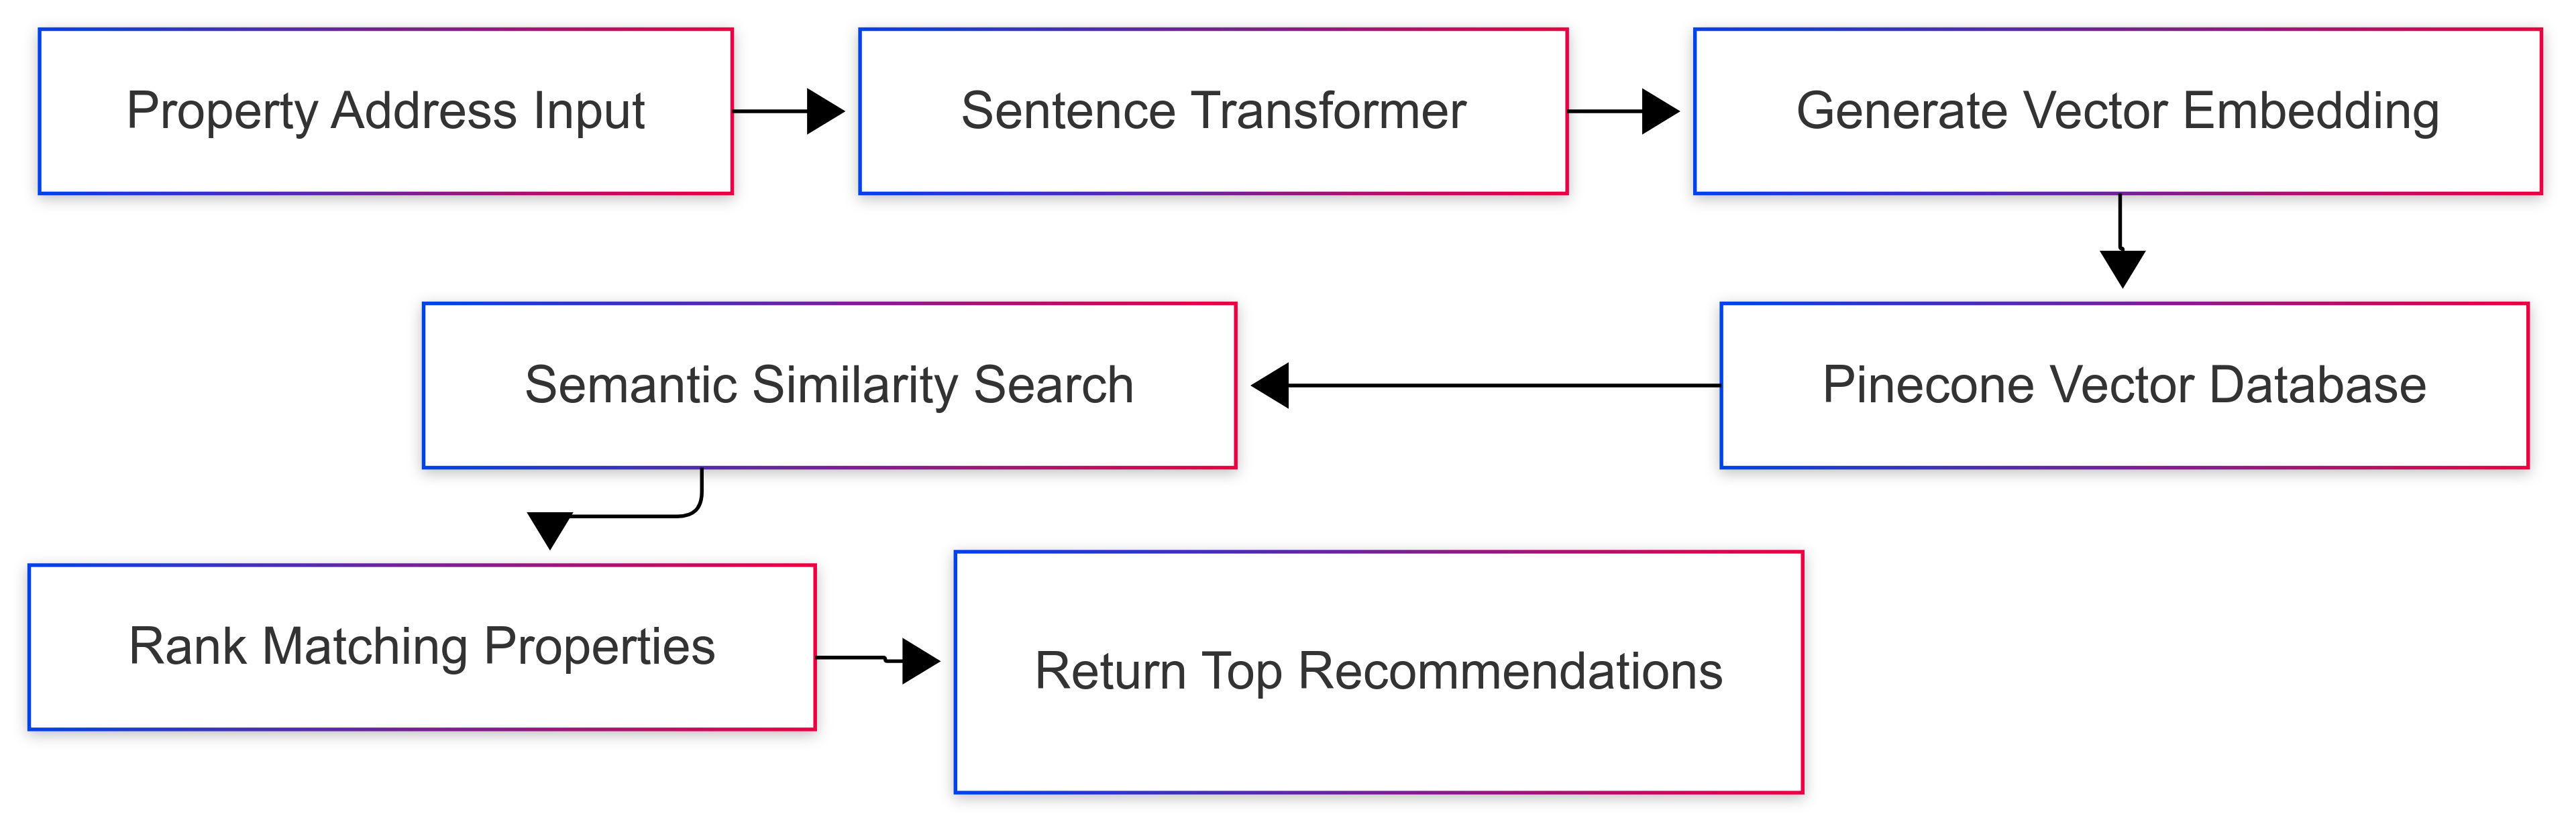 Property Address Input
Sentence Transformer
Generate Vector Embedding
Pinecone Vector Database
Semantic Similarity Search
Rank Matching Properties
Return Top Recommendations